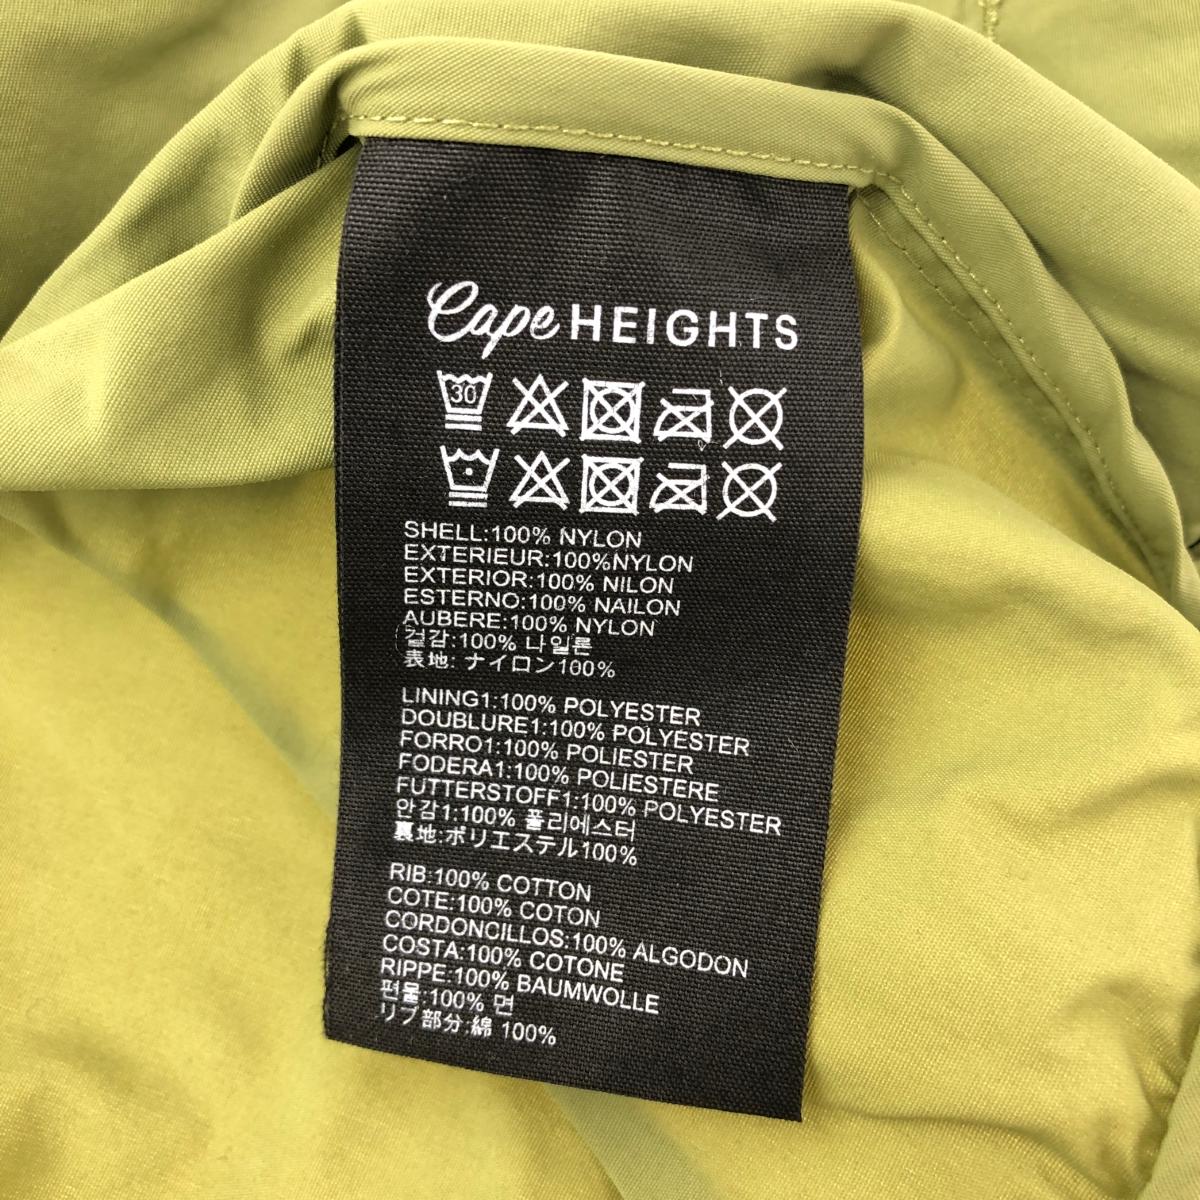 Cape HEIGHTS
30
SHELL:100% NYLON
EXTERIEUR:100%NYLON
EXTERIOR:100% NILON
ESTERNO:100% NAILON
AUBERE:100% NYLON
겉감:100% 나일론
表地: ナイロン100%
LINING1:100% POLYESTER
DOUBLURE1:100% POLYESTER
FORRO1:100% POLIESTER
FODERA1:100% POLIESTERE
FUTTERSTOFF1:100% POLYESTER
안감1:100% 폴리에스터
裏地:ポリエステル100%
RIB:100% COTTON
COTE:100% COTON
CORDONCILLOS:100% ALGODON
COSTA:100% COTONE
RIPPE:100% BAUMWOLLE
편물:100% 면
リブ部分:綿 100%